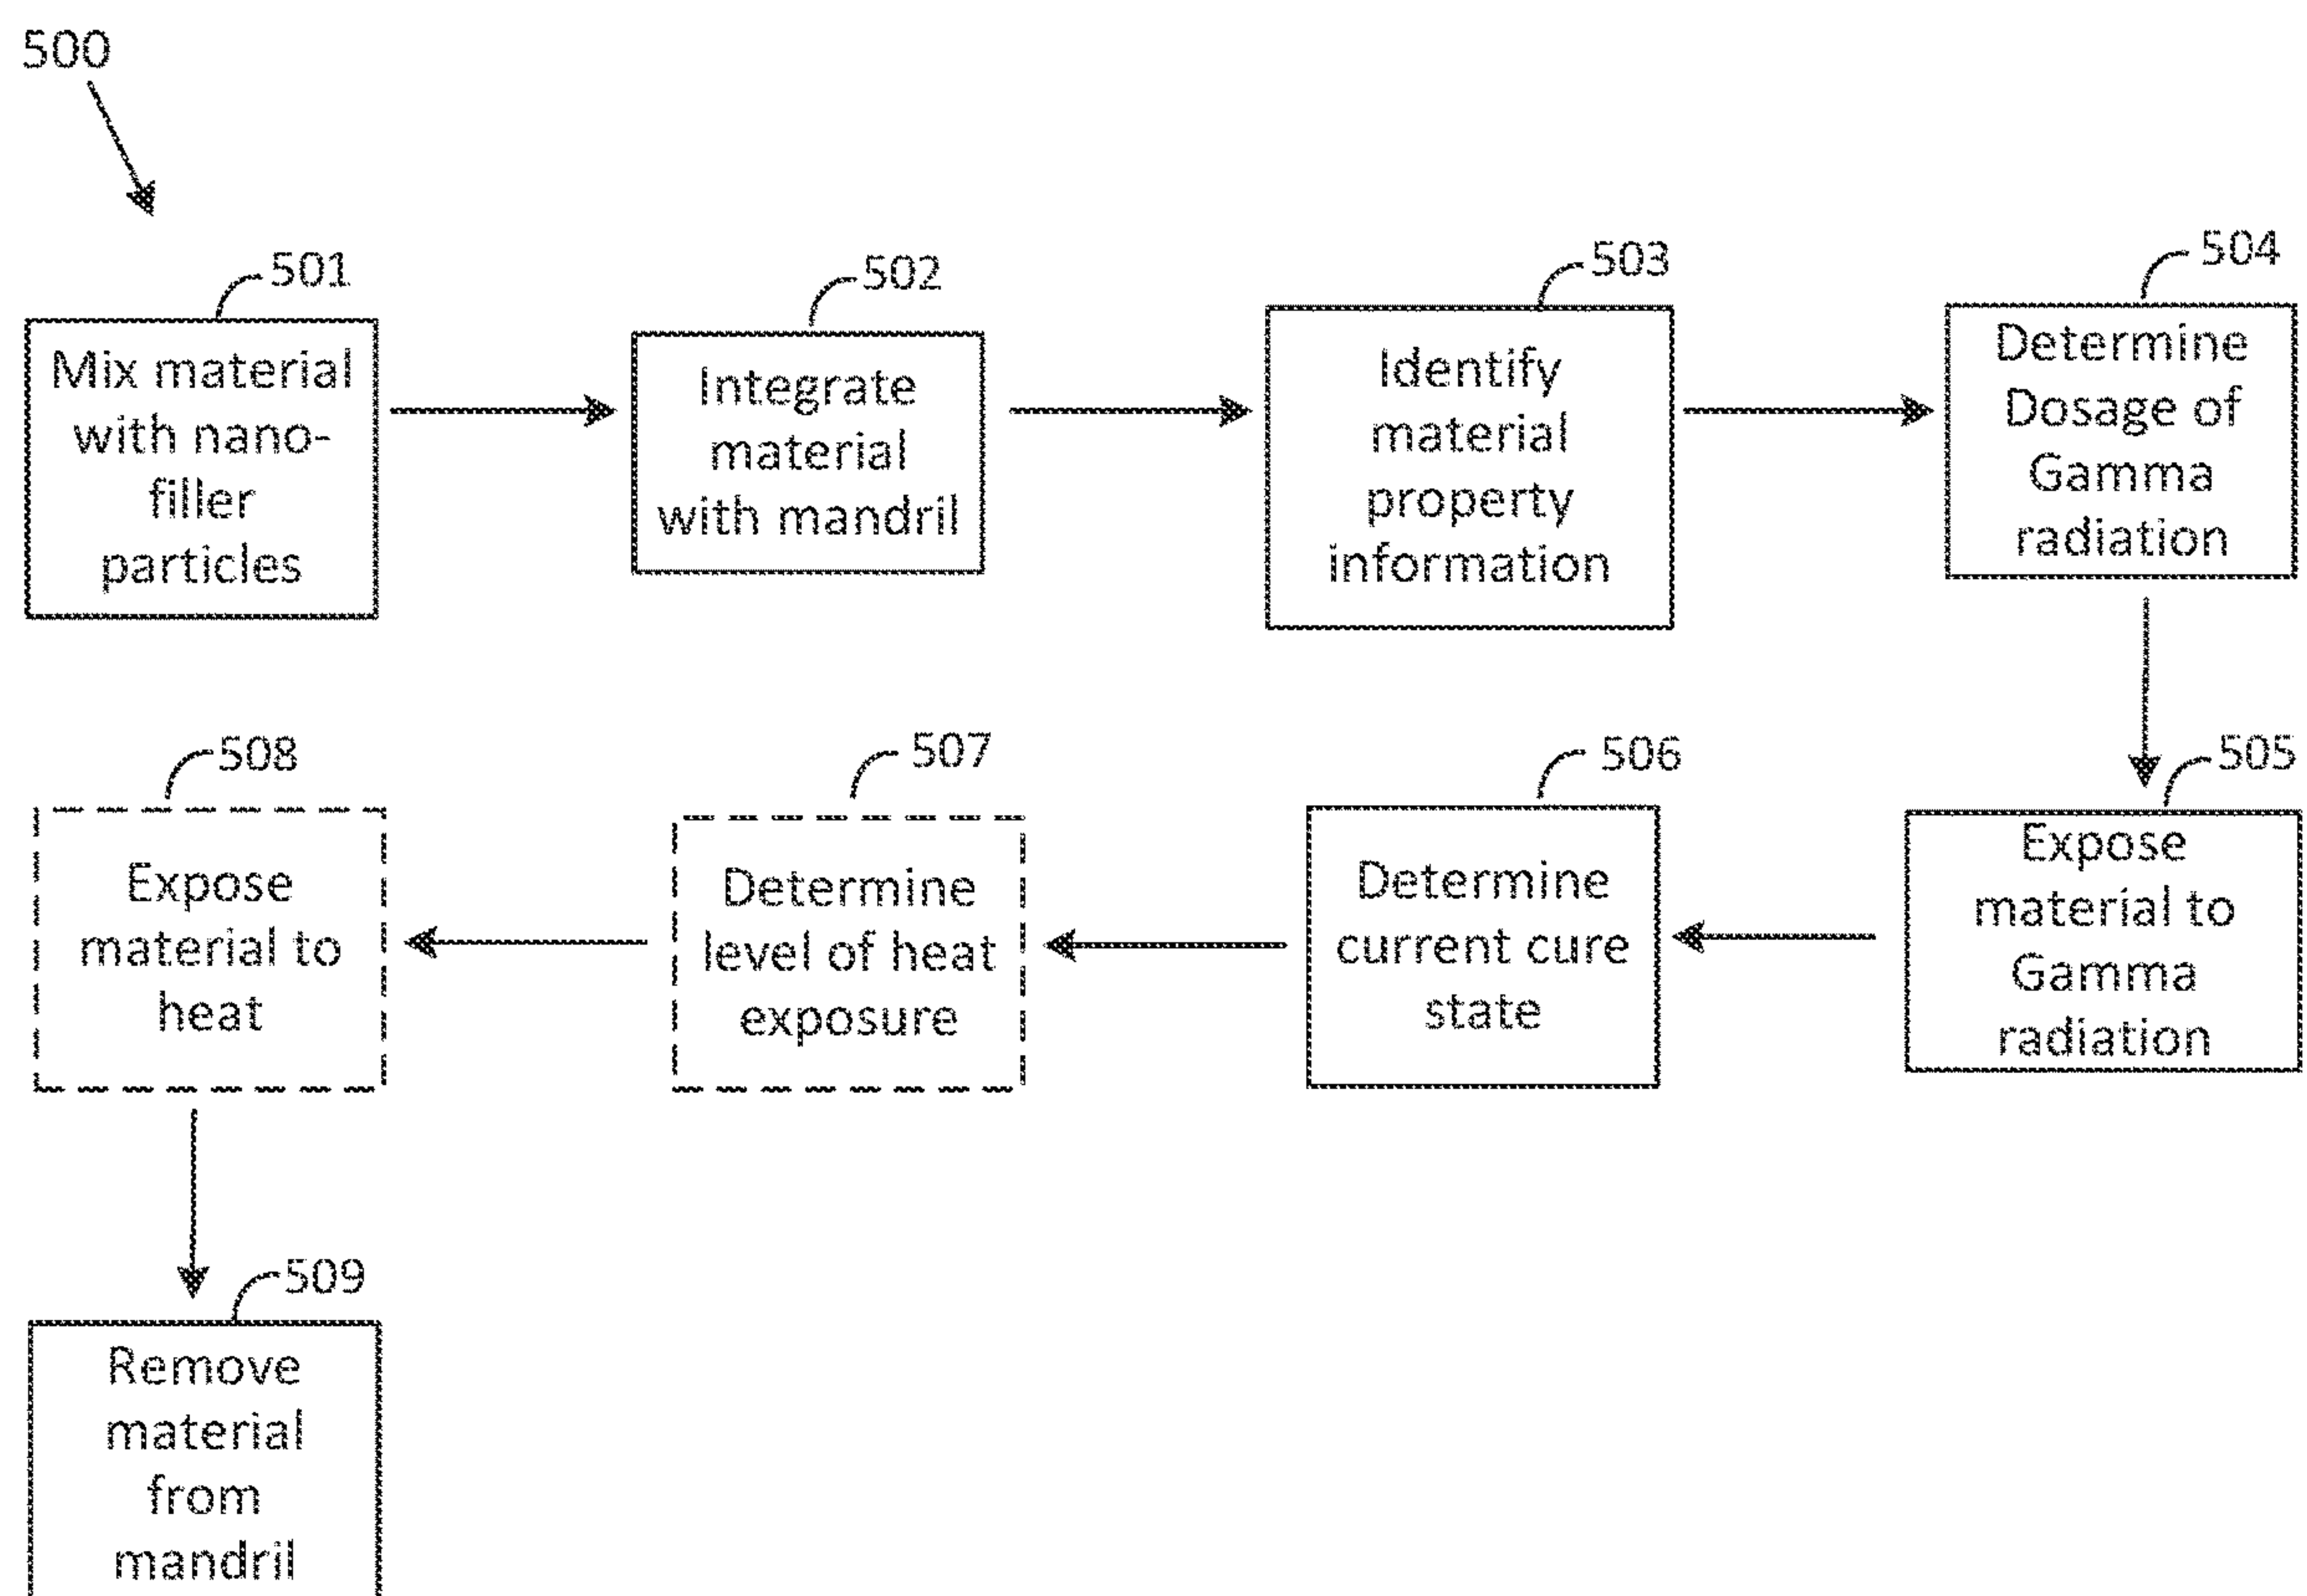 500
501
Mix material
with nano-
filler
particles
502
Integrate
material
with mandril
503
Identify
material
property
information
504
Determine
Dosage of
Gamma
radiation
505
Expose
material to
Gamma
radiation
506
Determine
current cure
state
507
Determine
level of heat
exposure
508
Expose
material to
heat
509
Remove
material
from
mandril